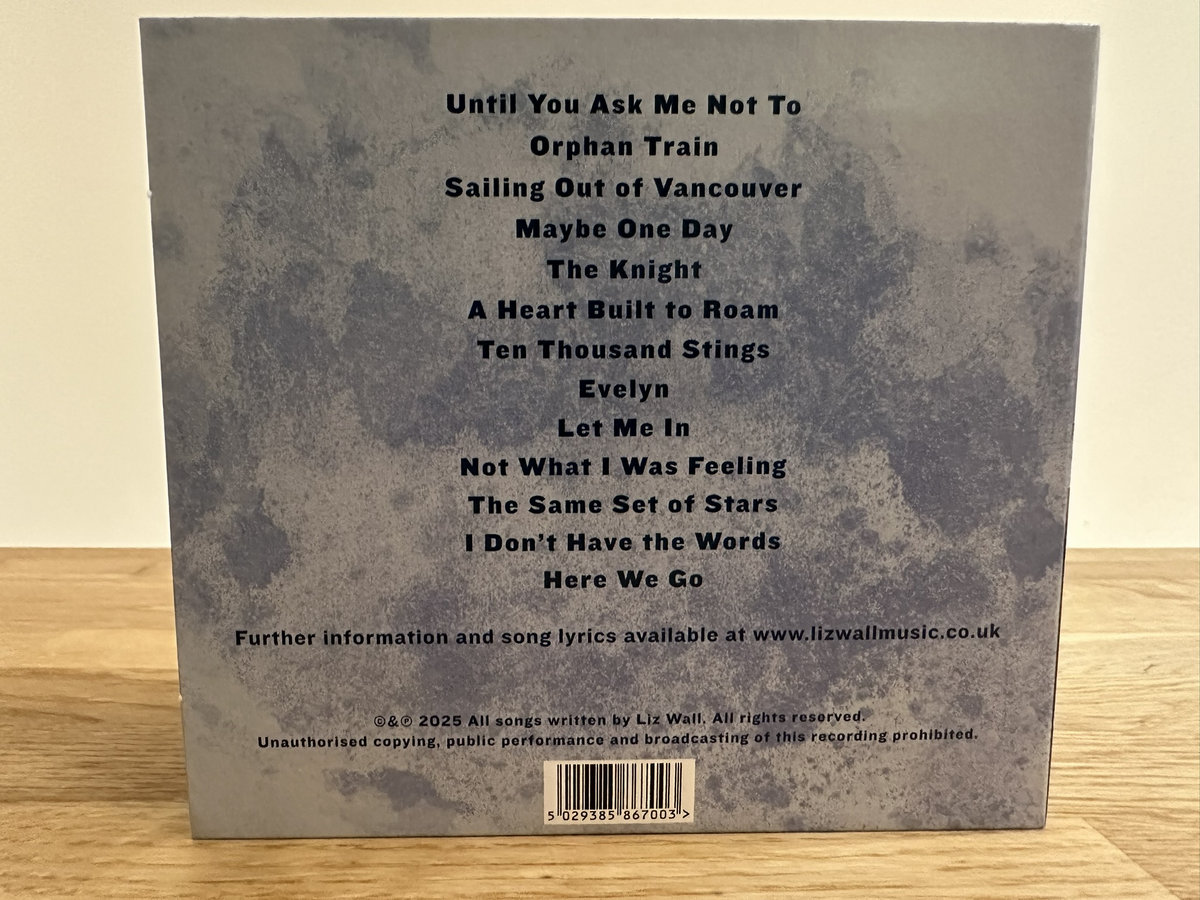 Until You Ask Me Not To
Orphan Train
Sailing Out of Vancouver
Maybe One Day
The Knight
A Heart Built to Roam
Ten Thousand Stings
Evelyn
Let Me In
Not What I Was Feeling
The Same Set of Stars
I Don’t Have the Words
Here We Go
Further information and song lyrics available at www.lizwallmusic.co.uk
©&℗ 2025 All songs written by Liz Wall. All rights reserved.
Unauthorised copying, public performance and broadcasting of this recording prohibited.
5 029385 867003 >